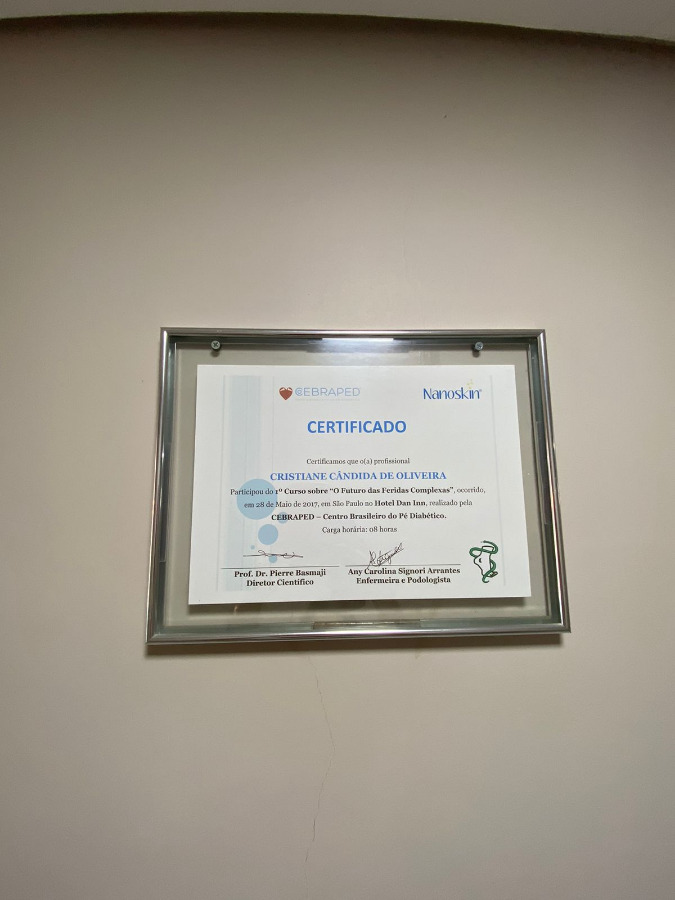 CEBRAPED
Nanoskin®
CERTIFICADO
Certificamos que o(a) profissional
CRISTIANE CÂNDIDA DE OLIVEIRA
Participou do 1º Curso sobre “O Futuro das Feridas Complexas”, ocorrido,
em 28 de Maio de 2017, em São Paulo no Hotel Dan Inn, realizado pela
CEBRAPED – Centro Brasileiro do Pé Diabético.
Carga horária: 08 horas
Prof. Dr. Pierre Basmaji
Diretor Científico
Any Carolina Signori Arrantes
Enfermeira e Podologista